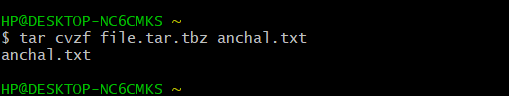 HP@DESKTOP-NC6CMKS ~
$ tar cvzf file.tar.tbz anchal.txt
anchal.txt
HP@DESKTOP-NC6CMKS ~